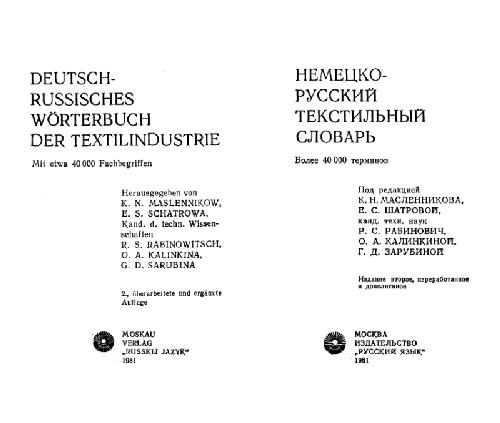 DEUTSCH-
RUSSISCHES
WÖRTERBUCH
DER TEXTILINDUSTRIE
Mit etwa 40 000 Fachbegriffen
Herausgegeben von
K. N. MASLENNIKOW,
E. S. SCHATROWA,
Kand. d. techn. Wissen-
schaften
R. S. RABINOWITSCH,
O. A. KALINKINA,
G. D. SARUBINA
2., überarbeitete und ergänzte
Auflage
MOSKAU
VERLAG
„RUSSKIJ JAZYK"
1981
НЕМЕЦКО-
РУССКИЙ
ТЕКСТИЛЬНЫЙ
СЛОВАРЬ
Более 40 000 терминов
Под редакцией
К. Н. МАСЛЕННИКОВА,
Е. С. ШАТРОВОЙ,
канд. техн. наук
Р. С. РАБИНОВИЧ,
О. А. КАЛИНКИНОЙ,
Г. Д. ЗАРУБИНОЙ
Издание второе, переработанное
и дополненное
МОСКВА
ИЗДАТЕЛЬСТВО
„РУССКИЙ ЯЗЫК"
1981